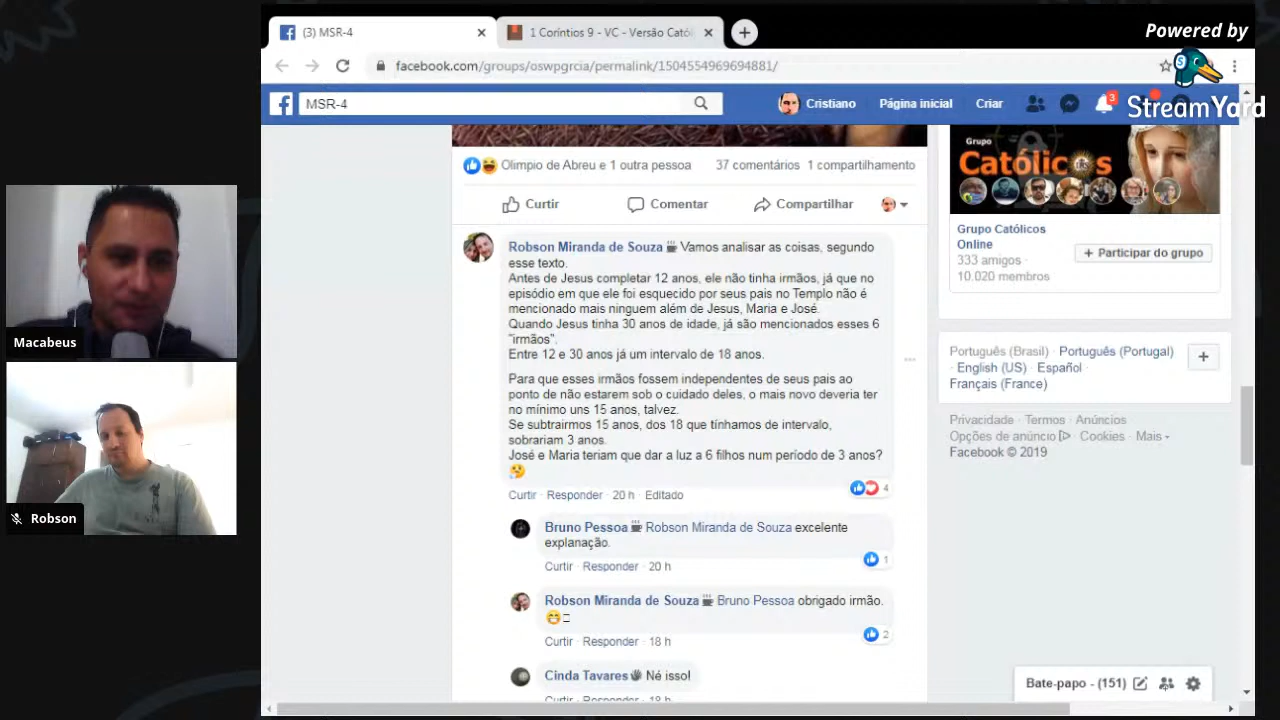 (3) MSR-4
1 Coríntios 9 - VC - Versão Catól
Powered by
StreamYard
facebook.com/groups/oswpgrcia/permalink/1504554969694881/
MSR-4
Cristiano
Página inicial
Criar
3
Olimpio de Abreu e 1 outra pessoa
37 comentários 1 compartilhamento
Curtir
Comentar
Compartilhar
Robson Miranda de Souza Vamos analisar as coisas, segundo
esse texto.
Antes de Jesus completar 12 anos, ele não tinha irmãos, já que no
episódio em que ele foi esquecido por seus pais no Templo não é
mencionado mais ninguem além de Jesus, Maria e José.
Quando Jesus tinha 30 anos de idade, já são mencionados esses 6
"irmãos".
Entre 12 e 30 anos já um intervalo de 18 anos.
Para que esses irmãos fossem independentes de seus pais ao
ponto de não estarem sob o cuidado deles, o mais novo deveria ter
no mínimo uns 15 anos, talvez.
Se subtrairmos 15 anos, dos 18 que tínhamos de intervalo,
sobrariam 3 anos.
José e Maria teriam que dar a luz a 6 filhos num período de 3 anos?
Curtir · Responder · 20 h · Editado
4
Bruno Pessoa Robson Miranda de Souza excelente
explanação.
Curtir · Responder · 20 h
1
Robson Miranda de Souza Bruno Pessoa obrigado irmão.
Curtir · Responder · 18 h
2
Cinda Tavares Né isso!
Curtir · Responder · 18 h
Grupo
Católicos
Grupo Católicos
Online
333 amigos ·
10.020 membros
+ Participar do grupo
Português (Brasil) · Português (Portugal)
· English (US) · Español ·
Français (France)
+
Privacidade · Termos · Anúncios
Opções de anúncio · Cookies · Mais
Facebook © 2019
Bate-papo - (151)
Macabeus
Robson